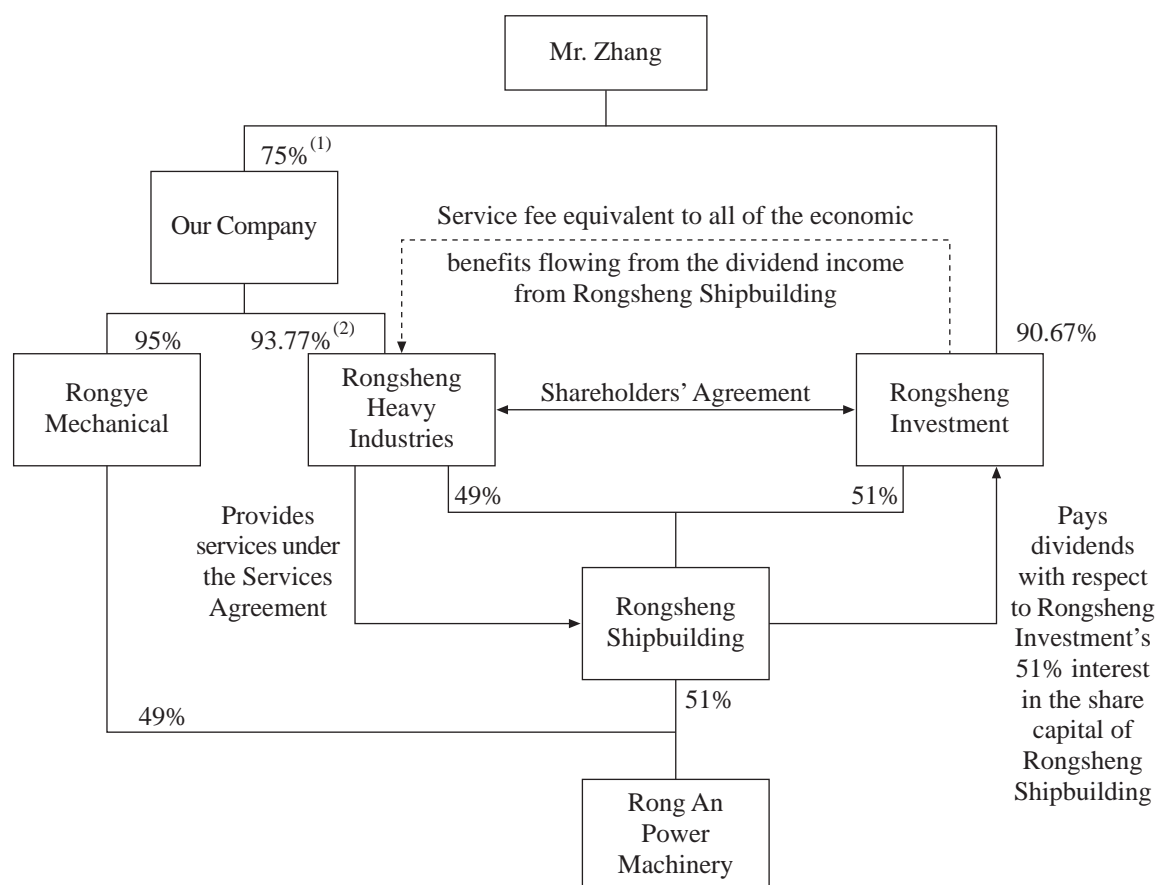 Mr. Zhang
75% (1)
Our Company
Service fee equivalent to all of the economic
benefits flowing from the dividend income
from Rongsheng Shipbuilding
95%
93.77% (2)
90.67%
Rongye
Mechanical
Rongsheng
Heavy
Industries
Shareholders’ Agreement
Rongsheng
Investment
49%
51%
Provides
services under
the Services
Agreement
Rongsheng
Shipbuilding
Pays
dividends
with respect
to Rongsheng
Investment’s
51% interest
in the share
capital of
Rongsheng
Shipbuilding
49%
51%
Rong An
Power
Machinery